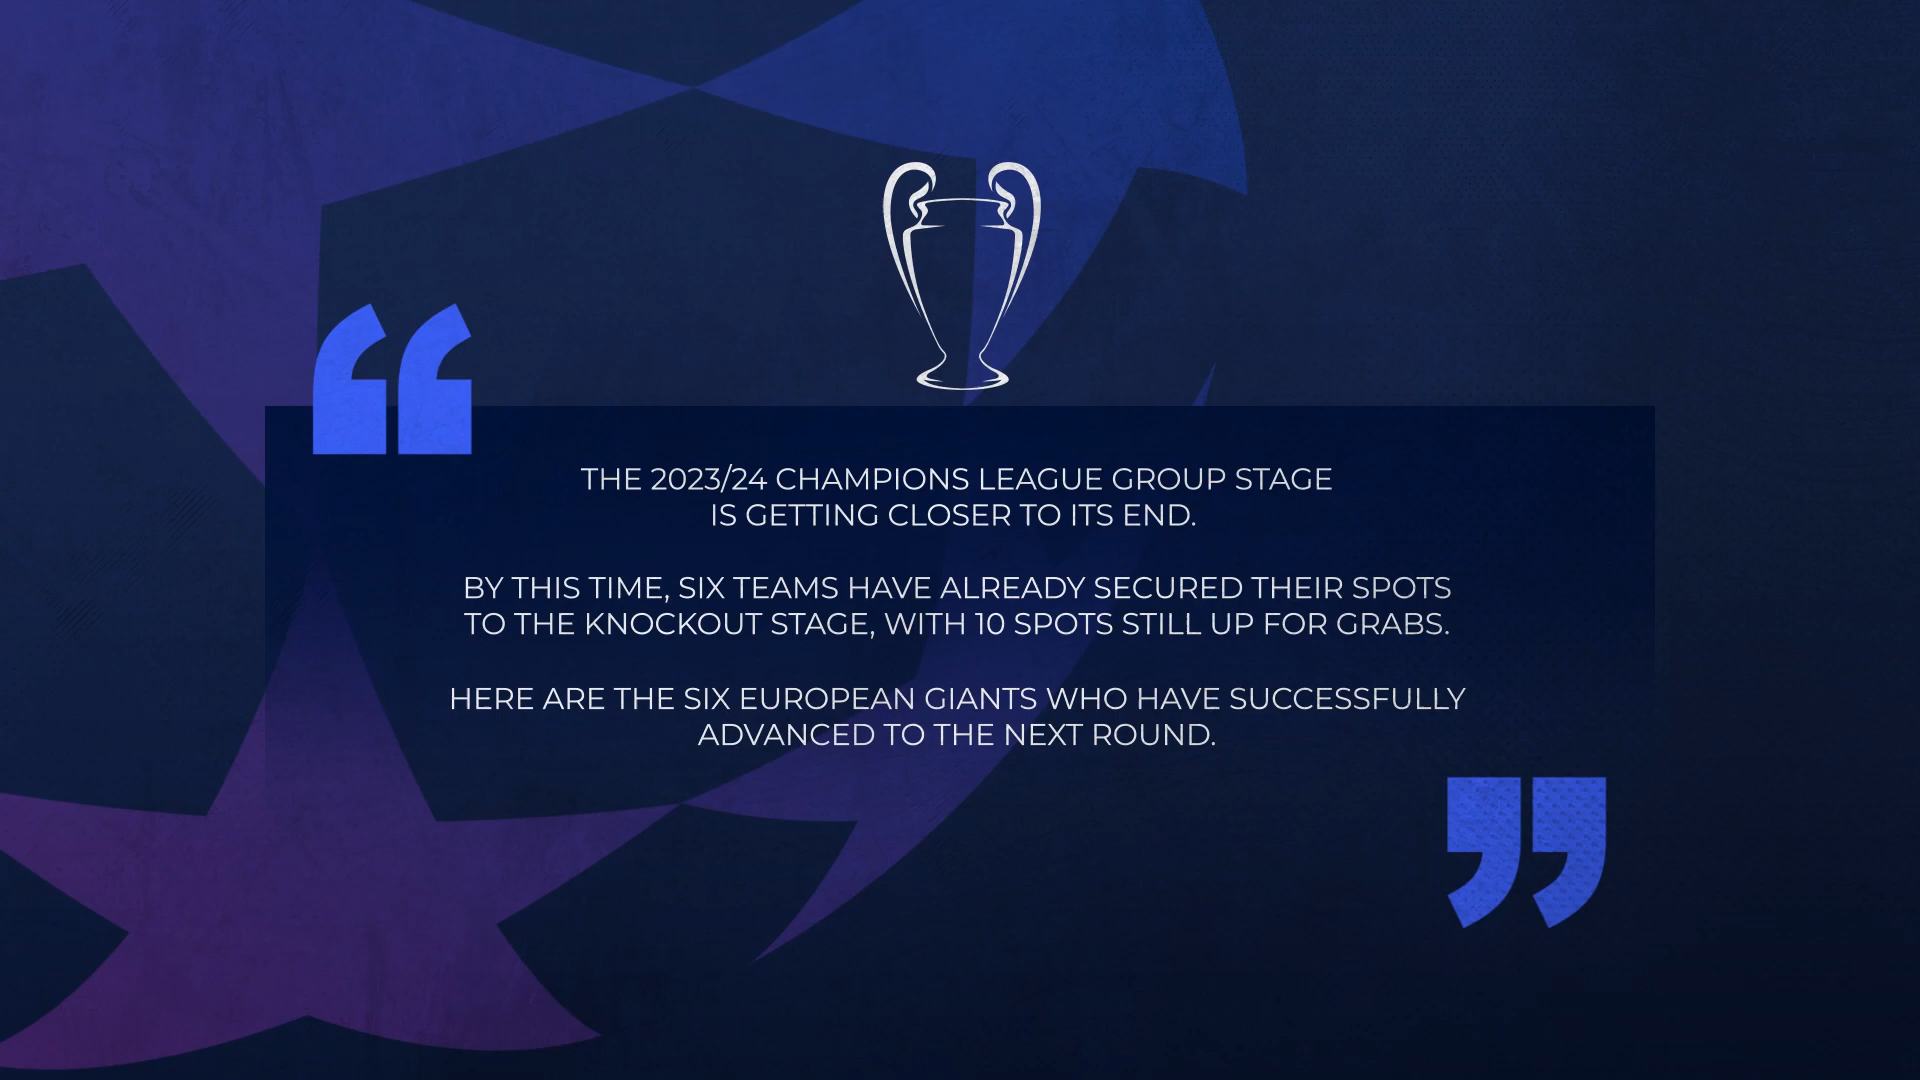 THE 2023/24 CHAMPIONS LEAGUE GROUP STAGE
IS GETTING CLOSER TO ITS END.
BY THIS TIME, SIX TEAMS HAVE ALREADY SECURED THEIR SPOTS
TO THE KNOCKOUT STAGE, WITH 10 SPOTS STILL UP FOR GRABS.
HERE ARE THE SIX EUROPEAN GIANTS WHO HAVE SUCCESSFULLY
ADVANCED TO THE NEXT ROUND.